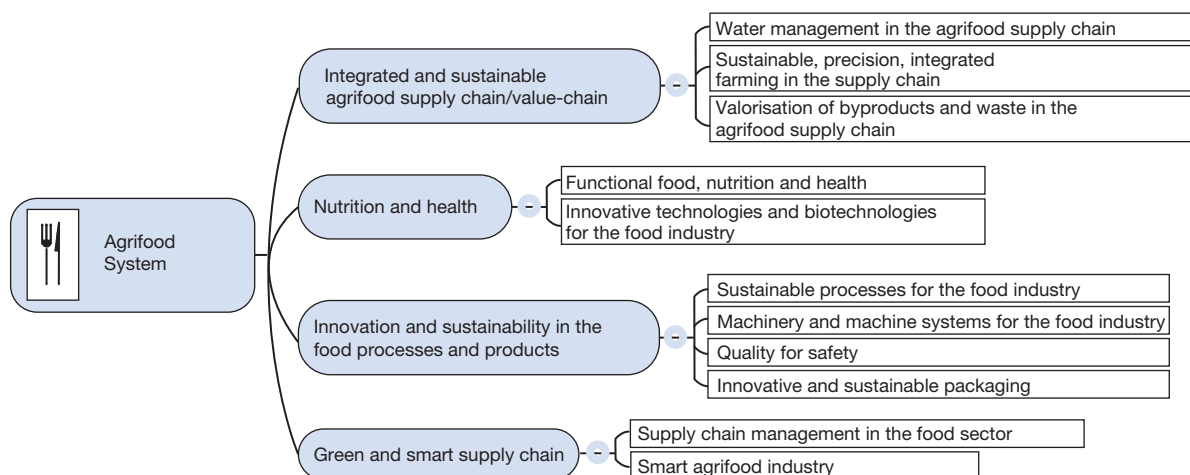 Agrifood
System
Integrated and sustainable
agrifood supply chain/value-chain
Water management in the agrifood supply chain
Sustainable, precision, integrated
farming in the supply chain
Valorisation of byproducts and waste in the
agrifood supply chain
Nutrition and health
Functional food, nutrition and health
Innovative technologies and biotechnologies
for the food industry
Innovation and sustainability in the
food processes and products
Sustainable processes for the food industry
Machinery and machine systems for the food industry
Quality for safety
Innovative and sustainable packaging
Green and smart supply chain
Supply chain management in the food sector
Smart agrifood industry